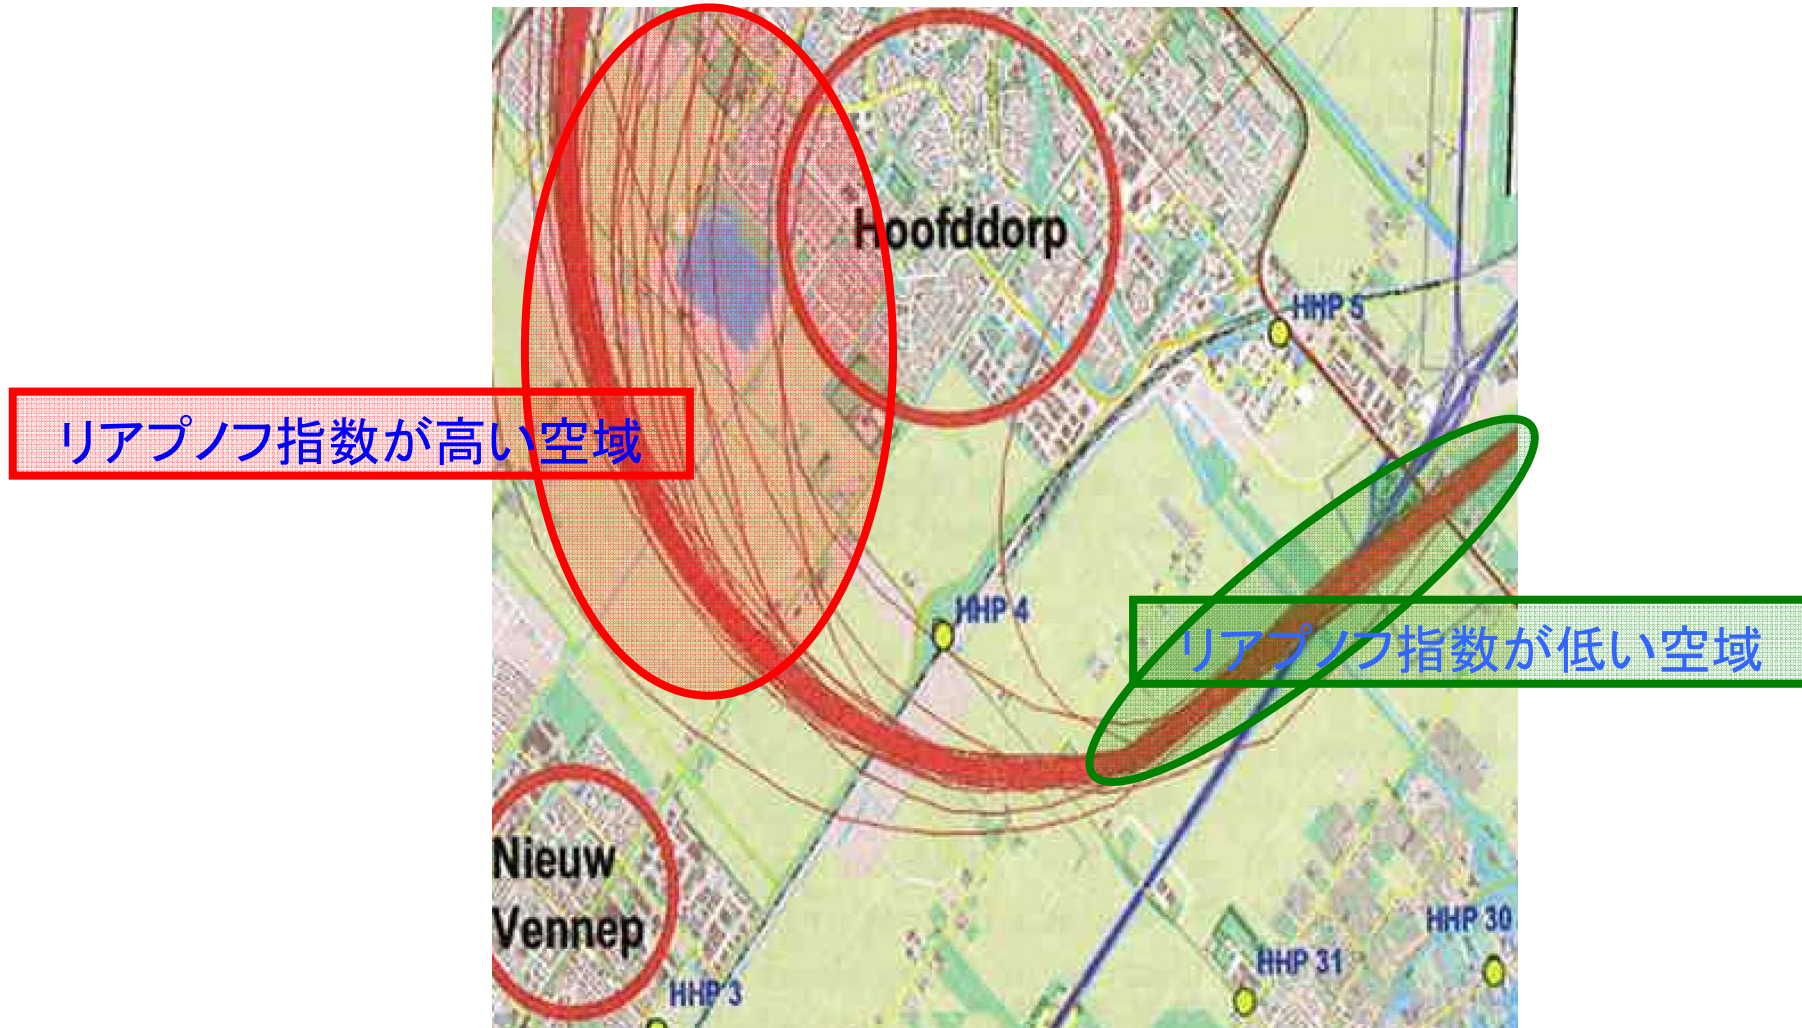 Hoofddorp
HHP 5
リアプノフ指数が高い空域
HHP 4
リアプノフ指数が低い空域
Nieuw
Vennep
HHP 30
HHP 31
HHP 3